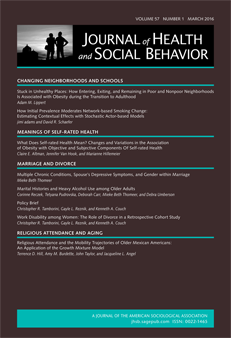 VOLUME 57   NUMBER 1   MARCH 2016
JOURNAL of HEALTH
and SOCIAL BEHAVIOR
CHANGING NEIGHBORHOODS AND SCHOOLS
Stuck in Unhealthy Places: How Entering, Exiting, and Remaining in Poor and Nonpoor Neighborhoods
Is Associated with Obesity during the Transition to Adulthood
Adam M. Lippert
How Initial Prevalence Moderates Network-based Smoking Change:
Estimating Contextual Effects with Stochastic Actor-based Models
jimi adams and David R. Schaefer
MEANINGS OF SELF-RATED HEALTH
What Does Self-rated Health Mean? Changes and Variations in the Association
of Obesity with Objective and Subjective Components Of Self-rated Health
Claire E. Altman, Jennifer Van Hook, and Marianne Hillemeier
MARRIAGE AND DIVORCE
Multiple Chronic Conditions, Spouse's Depressive Symptoms, and Gender within Marriage
Mieke Beth Thomeer
Marital Histories and Heavy Alcohol Use among Older Adults
Corinne Reczek, Tetyana Pudrovska, Deborah Carr, Mieke Beth Thomeer, and Debra Umberson
Policy Brief
Christopher R. Tamborini, Gayle L. Reznik, and Kenneth A. Couch
Work Disability among Women: The Role of Divorce in a Retrospective Cohort Study
Christopher R. Tamborini, Gayle L. Reznik, and Kenneth A. Couch
RELIGIOUS ATTENDANCE AND AGING
Religious Attendance and the Mobility Trajectories of Older Mexican Americans:
An Application of the Growth Mixture Model
Terrence D. Hill, Amy M. Burdette, John Taylor, and Jacqueline L. Angel
A JOURNAL OF THE AMERICAN SOCIOLOGICAL ASSOCIATION
jhsb.sagepub.com   ISSN: 0022-1465